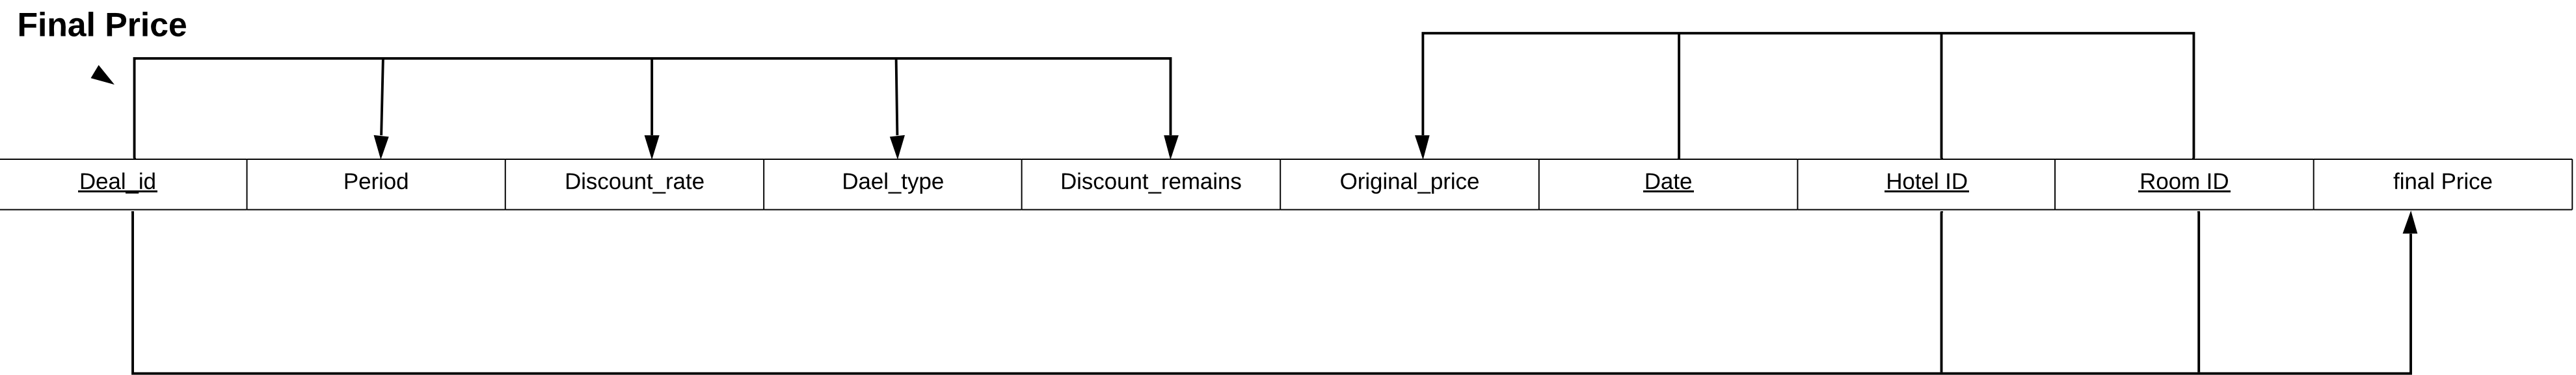 Final Price
Deal_id
Period
Discount_rate
Dael_type
Discount_remains
Original_price
Date
Hotel ID
Room ID
final Price